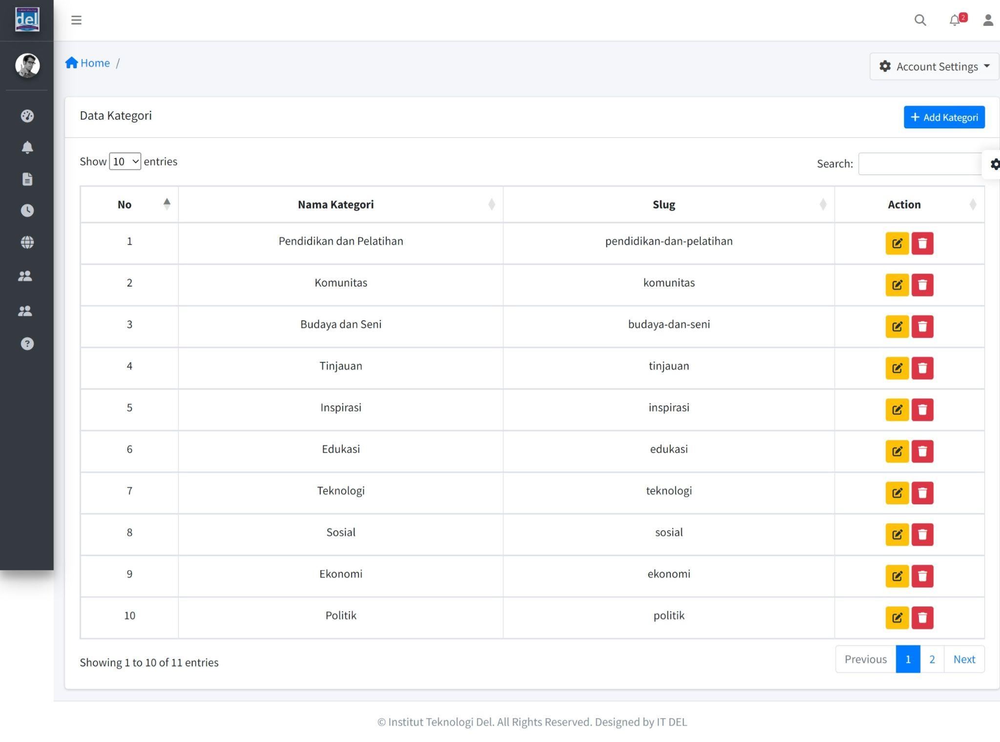 del
2
Home /
Account Settings
Data Kategori
+ Add Kategori
Show 10 entries
Search:
No Nama Kategori Slug Action
1 Pendidikan dan Pelatihan pendidikan-dan-pelatihan
2 Komunitas komunitas
3 Budaya dan Seni budaya-dan-seni
4 Tinjauan tinjauan
5 Inspirasi inspirasi
6 Edukasi edukasi
7 Teknologi teknologi
8 Sosial sosial
9 Ekonomi ekonomi
10 Politik politik
Showing 1 to 10 of 11 entries
Previous 1 2 Next
© Institut Teknologi Del. All Rights Reserved. Designed by IT DEL